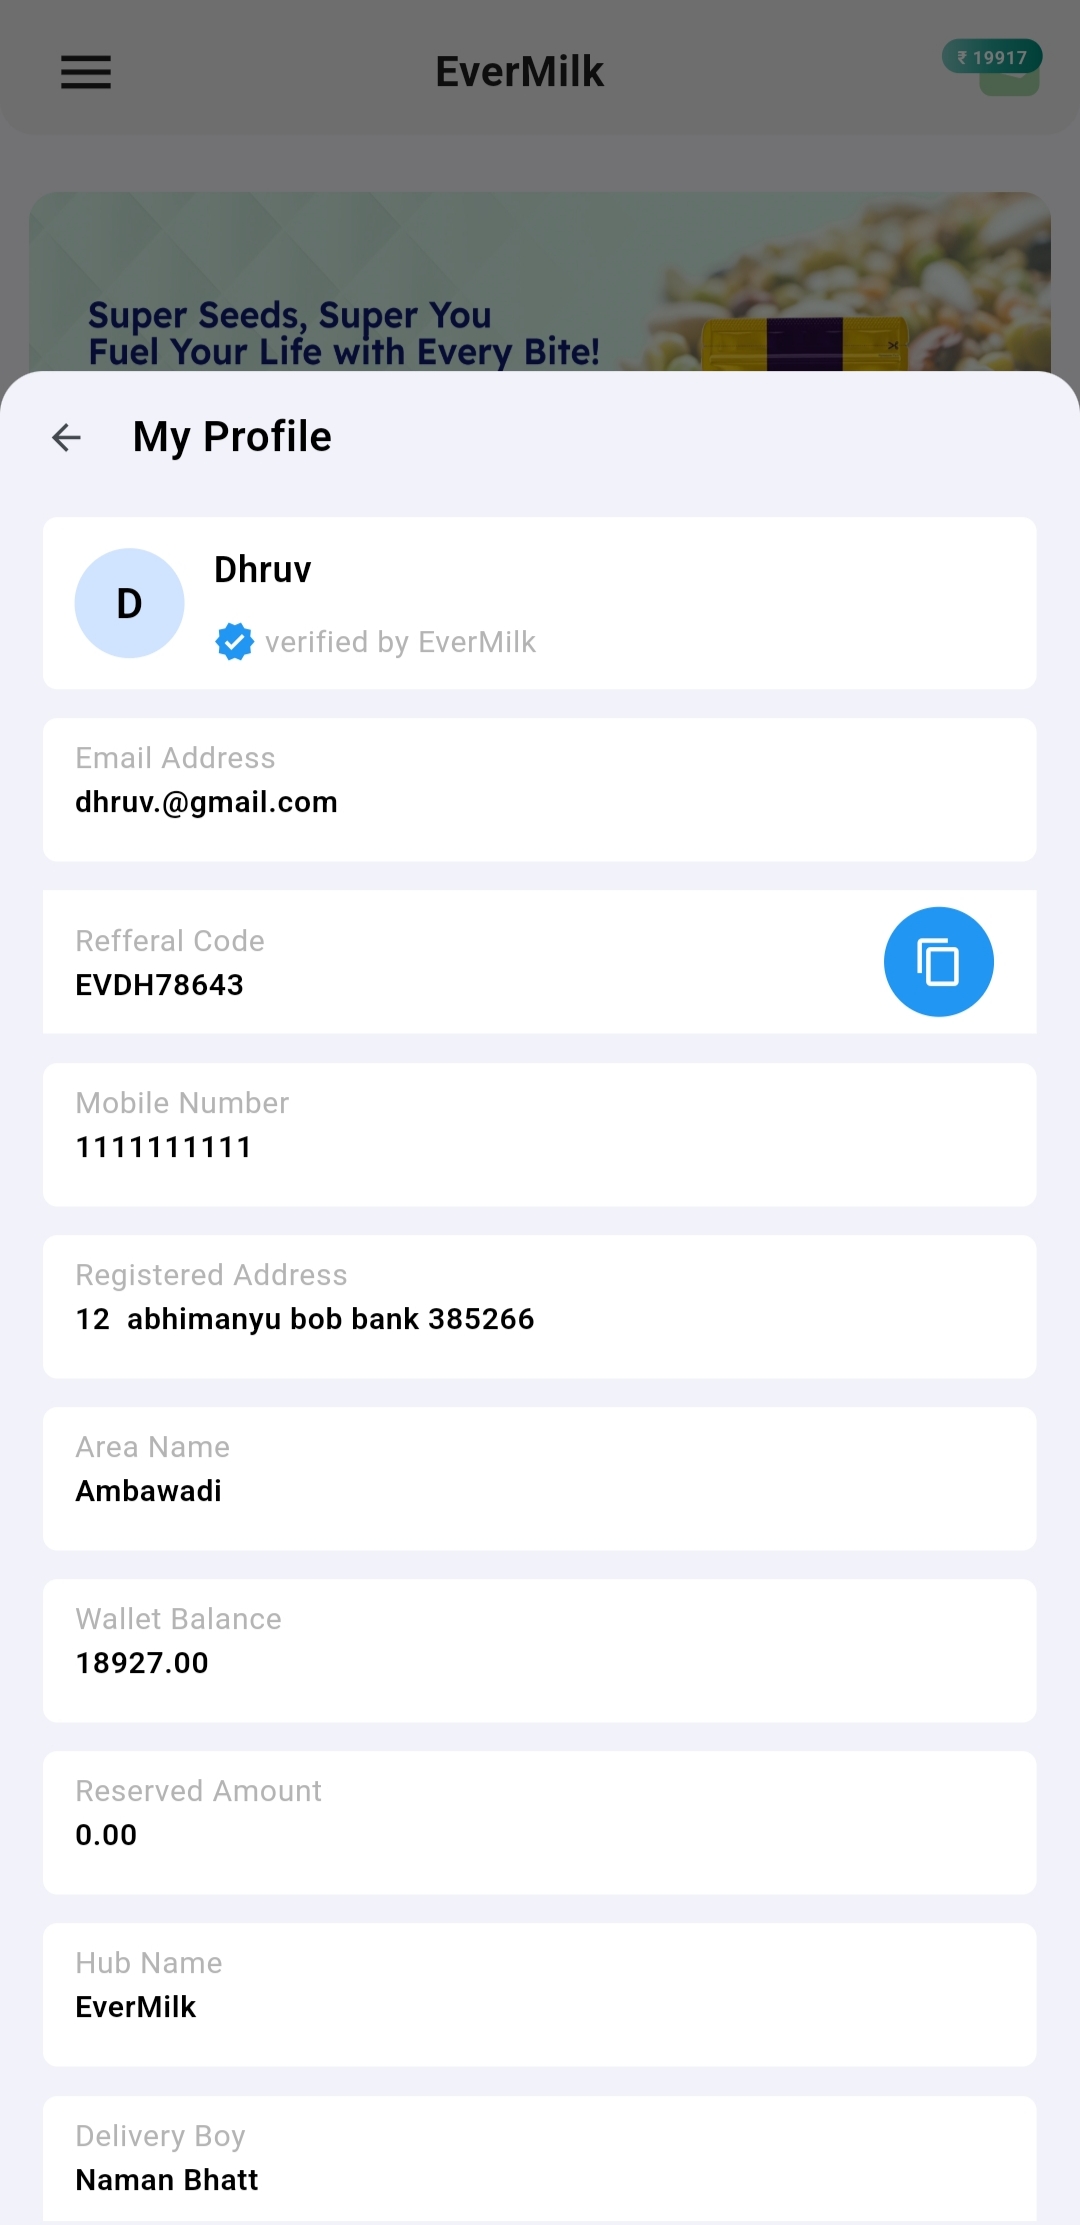 EverMilk
₹ 19917
Super Seeds, Super You
Fuel Your Life with Every Bite!
My Profile
D
Dhruv
verified by EverMilk
Email Address
dhruv.@gmail.com
Refferal Code
EVDH78643
Mobile Number
1111111111
Registered Address
12  abhimanyu bob bank 385266
Area Name
Ambawadi
Wallet Balance
18927.00
Reserved Amount
0.00
Hub Name
EverMilk
Delivery Boy
Naman Bhatt